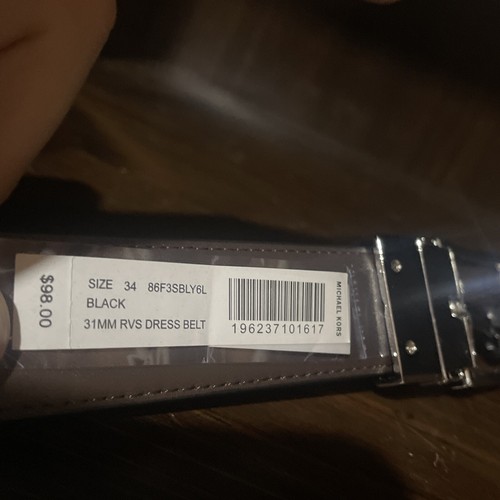 $98.00
SIZE 34 86F3SBLY6L
BLACK
31MM RVS DRESS BELT
196237101617
MICHAEL KORS